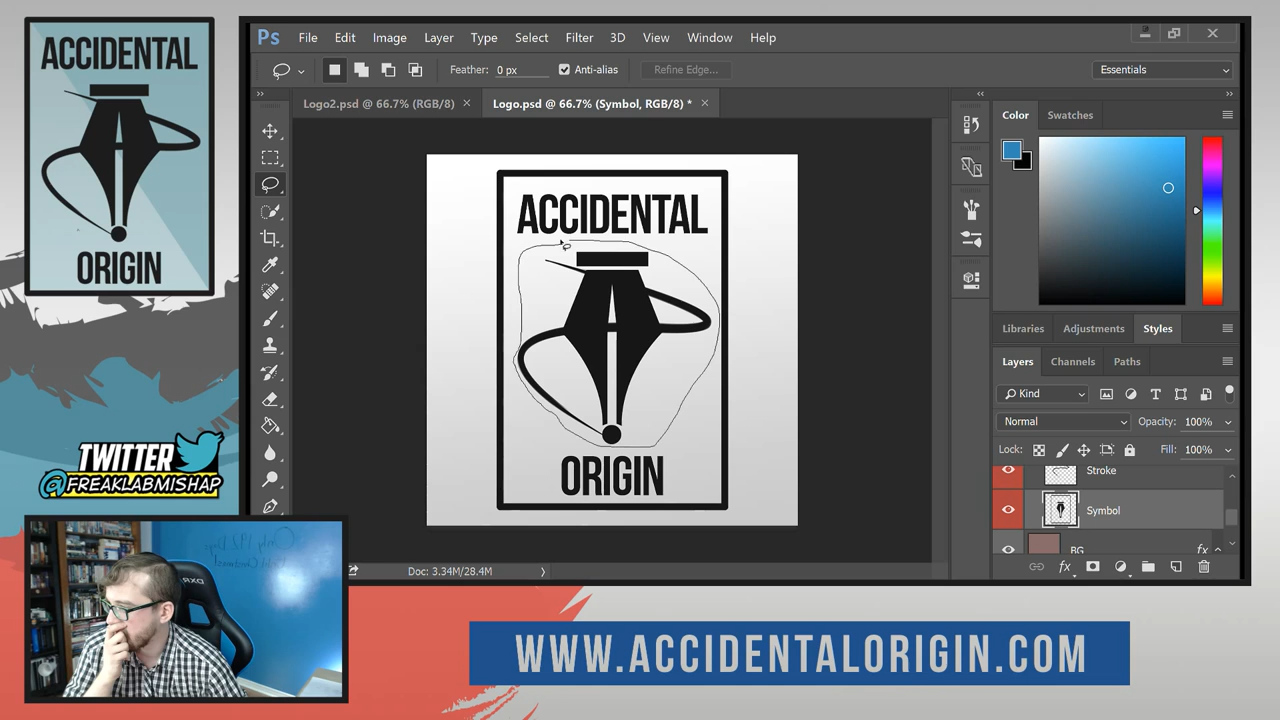 ACCIDENTAL
ORIGIN
TWITTER
@FREAKLABMISHAP
Ps File Edit Image Layer Type Select Filter 3D View Window Help
Feather: 0 px Anti-alias Refine Edge... Essentials
Logo2.psd @ 66.7% (RGB/8) × Logo.psd @ 66.7% (Symbol, RGB/8) * ×
ACCIDENTAL
ORIGIN
Doc: 3.34M/28.4M
Color Swatches
Libraries Adjustments Styles
Layers Channels Paths
Kind
Normal Opacity: 100%
Lock: Fill: 100%
Stroke
Symbol
BG fx
fx
DXR
WWW.ACCIDENTALORIGIN.COM